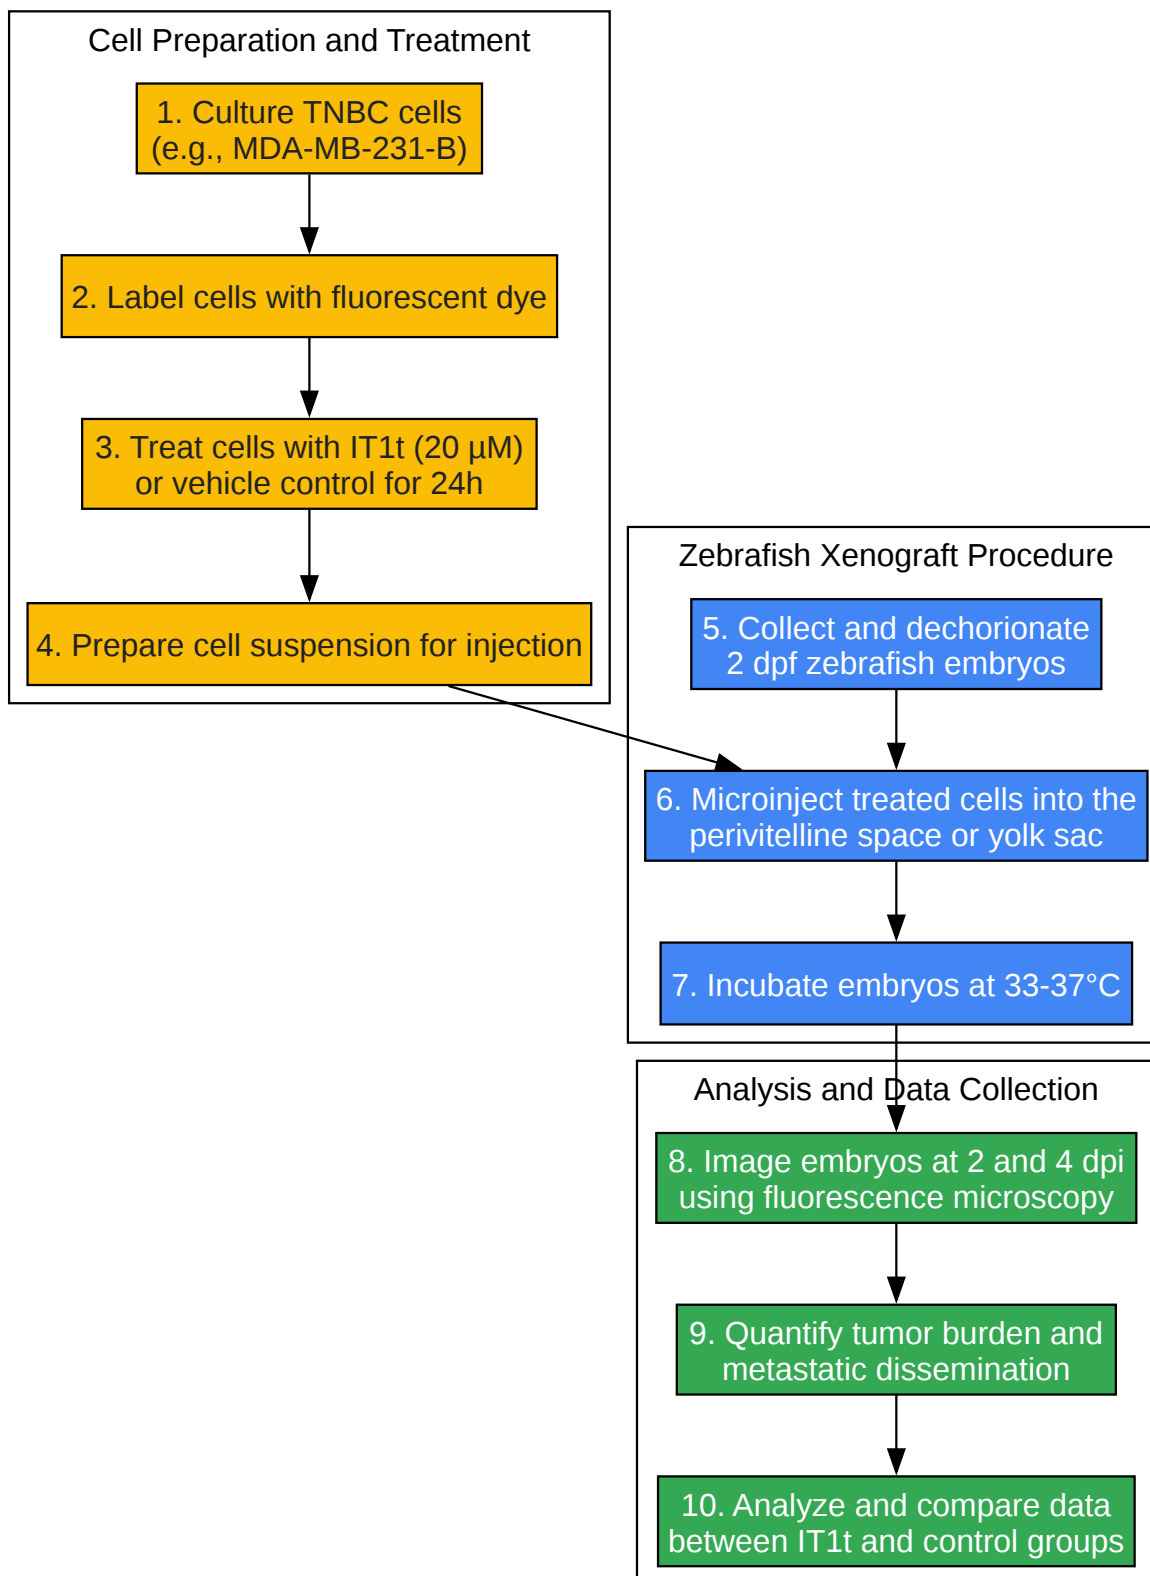 Cell Preparation and Treatment
1. Culture TNBC cells
(e.g., MDA-MB-231-B)
2. Label cells with fluorescent dye
3. Treat cells with IT1t (20 µM)
or vehicle control for 24h
4. Prepare cell suspension for injection
Zebrafish Xenograft Procedure
5. Collect and dechorionate
2 dpf zebrafish embryos
6. Microinject treated cells into the
perivitelline space or yolk sac
7. Incubate embryos at 33-37°C
Analysis and Data Collection
8. Image embryos at 2 and 4 dpi
using fluorescence microscopy
9. Quantify tumor burden and
metastatic dissemination
10. Analyze and compare data
between IT1t and control groups